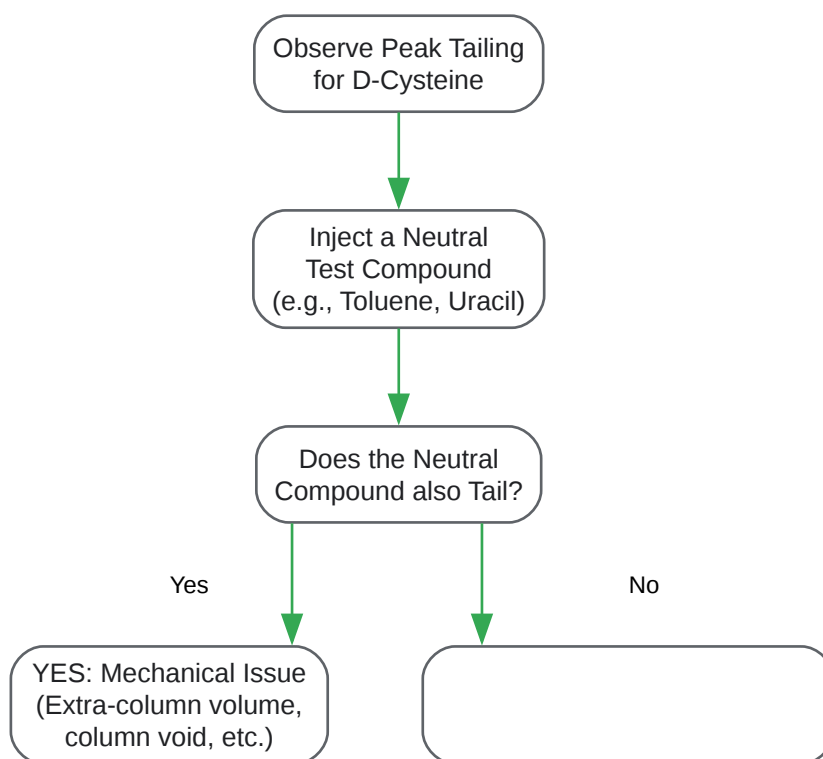 Observe Peak Tailing
for D-Cysteine
Inject a Neutral
Test Compound
(e.g., Toluene, Uracil)
Does the Neutral
Compound also Tail?
Yes
No
YES: Mechanical Issue
(Extra-column volume,
column void, etc.)